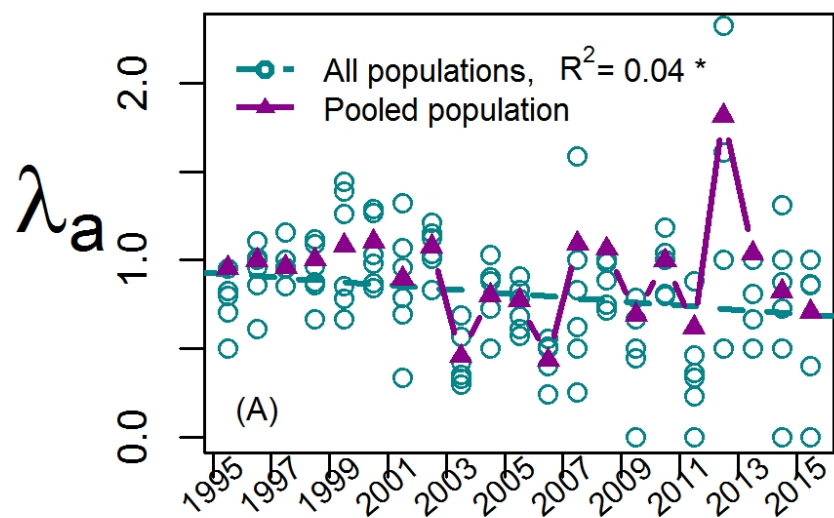 λa
2.0
1.0
0.0
All populations, R2= 0.04 *
Pooled population
(A)
1995 1997 1999 2001 2003 2005 2007 2009 2011 2013 2015